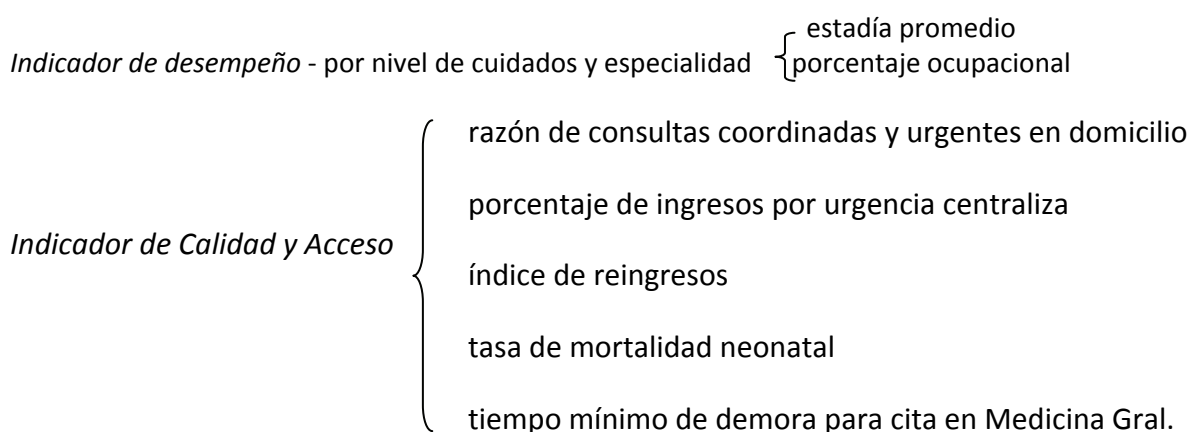 estadía promedio
Indicador de desempeño - por nivel de cuidados y especialidad porcentaje ocupacional
razón de consultas coordinadas y urgentes en domicilio
porcentaje de ingresos por urgencia centraliza
Indicador de Calidad y Acceso
índice de reingresos
tasa de mortalidad neonatal
tiempo mínimo de demora para cita en Medicina Gral.